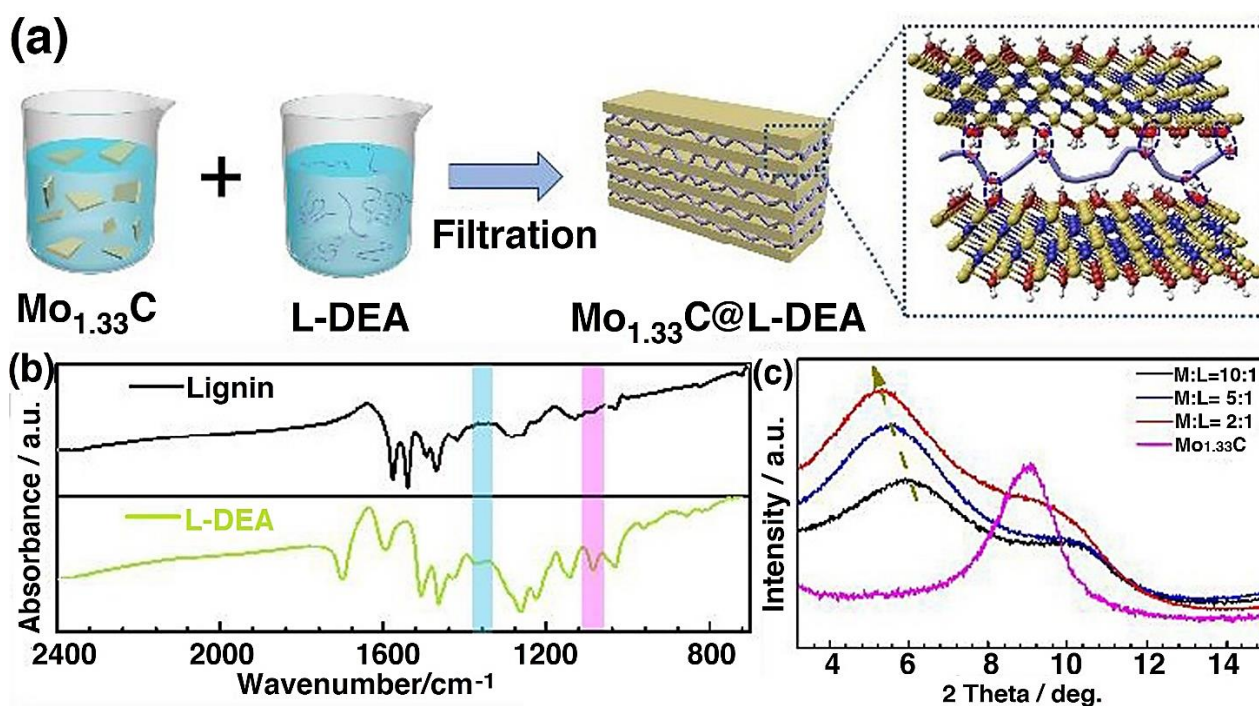 (a)
+
Filtration
Mo1.33C
L-DEA
Mo1.33C@L-DEA
(b)
Lignin
L-DEA
Absorbance / a.u.
2400 2000 1600 1200 800
Wavenumber/cm-1
(c)
M:L=10:1
M:L= 5:1
M:L= 2:1
Mo1.33C
Intensity / a.u.
4 6 8 10 12 14
2 Theta / deg.